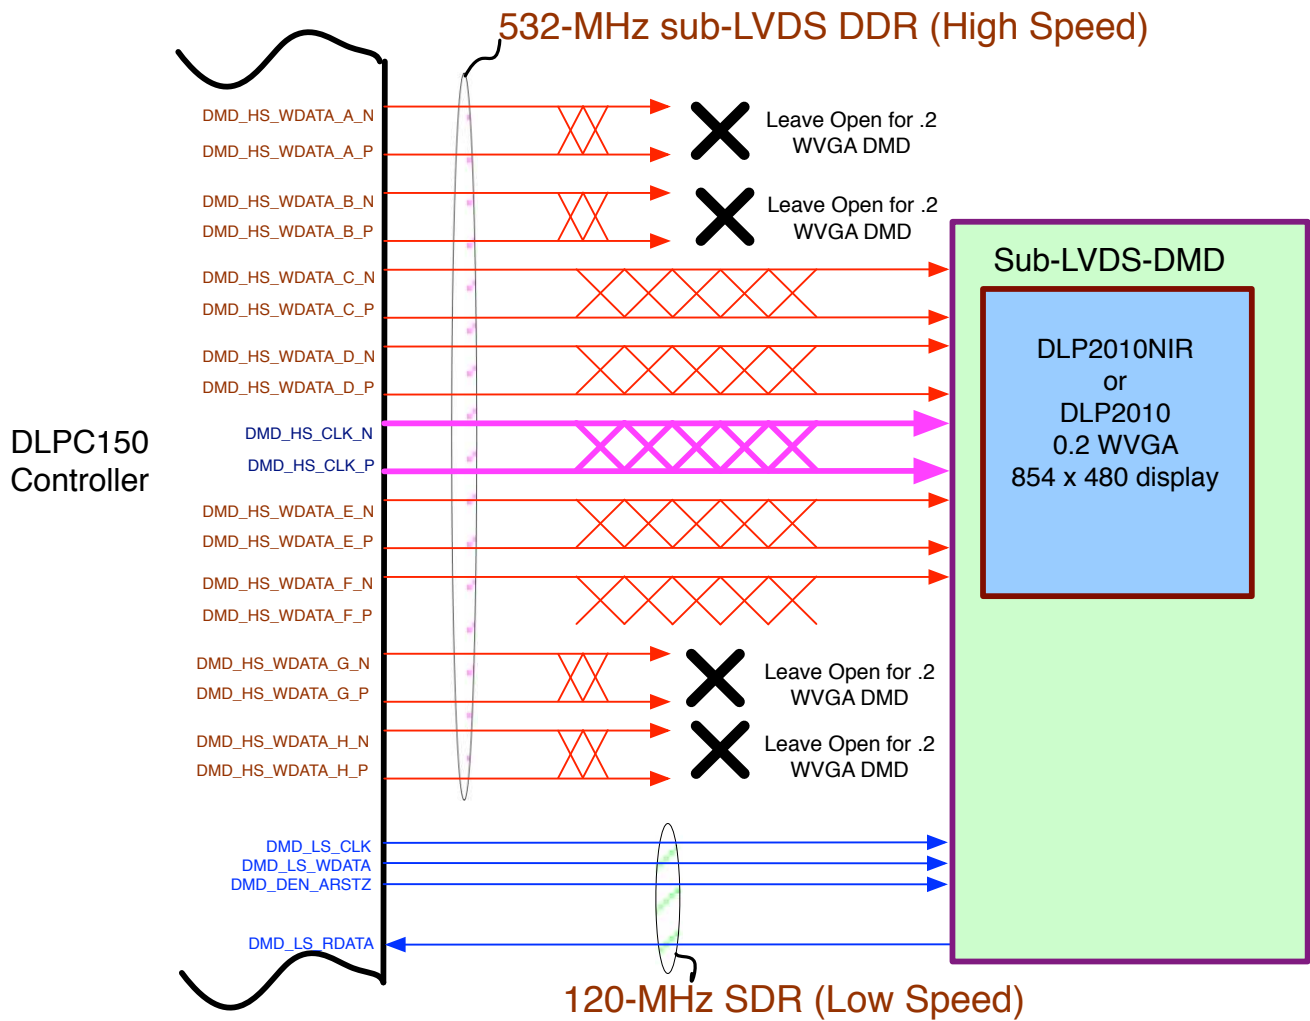 532-MHz sub-LVDS DDR (High Speed)
DMD_HS_WDATA_A_N
DMD_HS_WDATA_A_P
Leave Open for .2
WVGA DMD
DMD_HS_WDATA_B_N
DMD_HS_WDATA_B_P
Leave Open for .2
WVGA DMD
DMD_HS_WDATA_C_N
DMD_HS_WDATA_C_P
DMD_HS_WDATA_D_N
DMD_HS_WDATA_D_P
DMD_HS_CLK_N
DMD_HS_CLK_P
DLPC150
Controller
DMD_HS_WDATA_E_N
DMD_HS_WDATA_E_P
DMD_HS_WDATA_F_N
DMD_HS_WDATA_F_P
DMD_HS_WDATA_G_N
DMD_HS_WDATA_G_P
Leave Open for .2
WVGA DMD
DMD_HS_WDATA_H_N
DMD_HS_WDATA_H_P
Leave Open for .2
WVGA DMD
Sub-LVDS-DMD
DLP2010NIR
or
DLP2010
0.2 WVGA
854 x 480 display
DMD_LS_CLK
DMD_LS_WDATA
DMD_DEN_ARSTZ
DMD_LS_RDATA
120-MHz SDR (Low Speed)